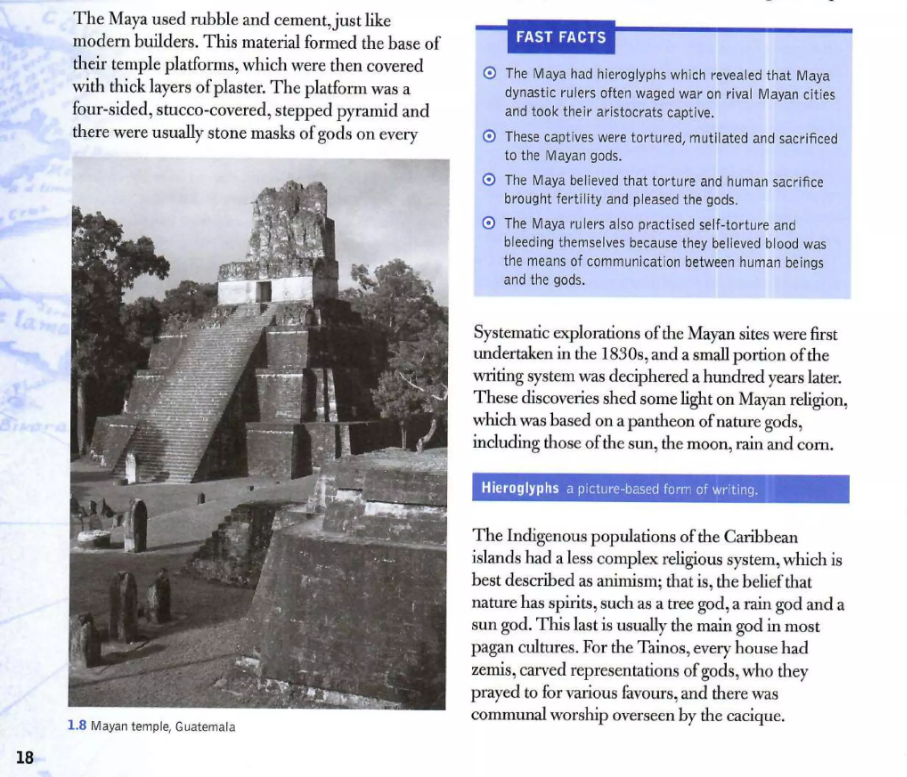 The Maya used rubble and cement, just like
modern builders. This material formed the base of
their temple platforms, which were then covered
with thick layers of plaster. The platform was a
four-sided, stucco-covered, stepped pyramid and
there were usually stone masks of gods on every
1.8 Mayan temple, Guatemala
18
FAST FACTS
The Maya had hieroglyphs which revealed that Maya
dynastic rulers often waged war on rival Mayan cities
and took their aristocrats captive.
These captives were tortured, mutilated and sacrificed
to the Mayan gods.
The Maya believed that torture and human sacrifice
brought fertility and pleased the gods.
The Maya rulers also practised self-torture and
bleeding themselves because they believed blood was
the means of communication between human beings
and the gods.
Systematic explorations of the Mayan sites were first
undertaken in the 1830s, and a small portion of the
writing system was deciphered a hundred years later.
These discoveries shed some light on Mayan religion,
which was based on a pantheon of nature gods,
including those of the sun, the moon, rain and corn.
Hieroglyphs a picture-based form of writing.
The Indigenous populations of the Caribbean
islands had a less complex religious system, which is
best described as animism; that is, the belief that
nature has spirits, such as a tree god, a rain god and a
sun god. This last is usually the main god in most
pagan cultures. For the Tainos, every house had
zemis, carved representations of gods, who they
prayed to for various favours, and there was
communal worship overseen by the cacique.